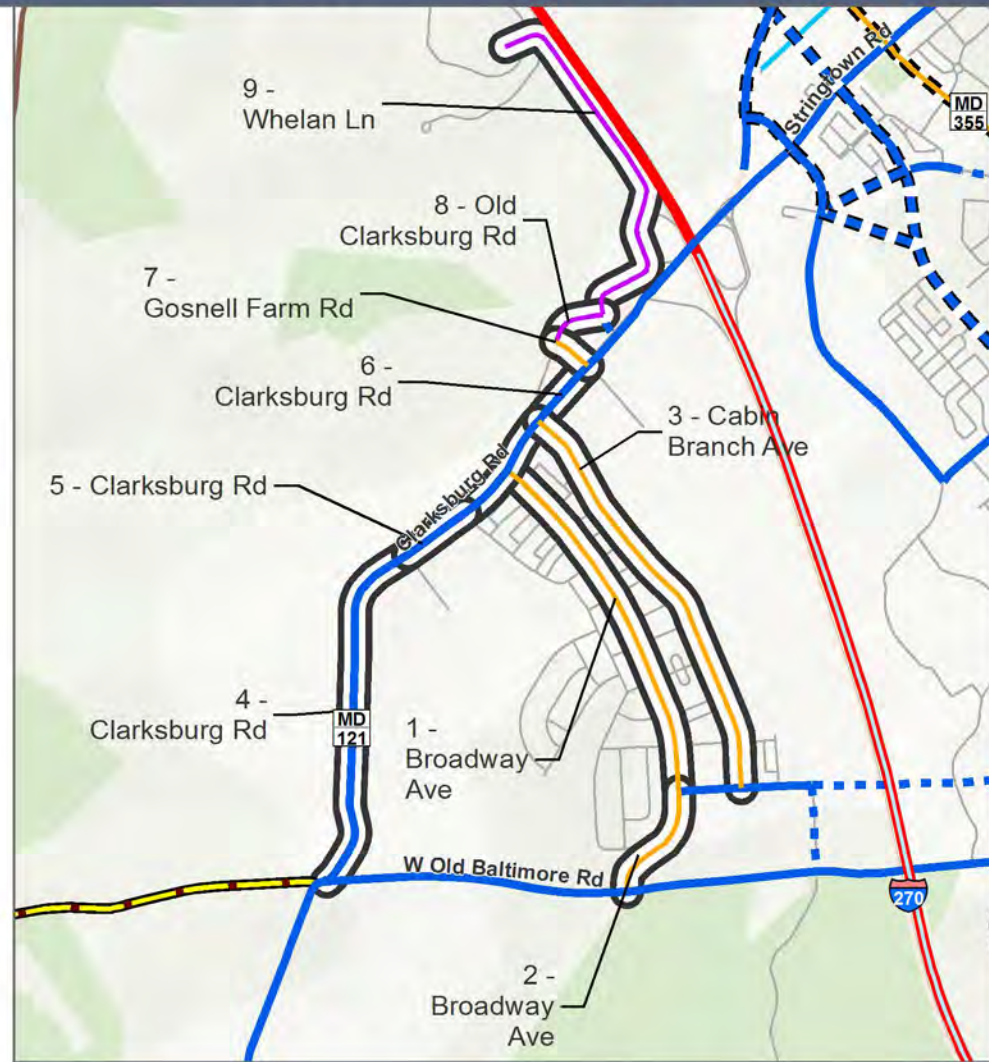 Stringtown Rd
MD
355
9 -
Whelan Ln
8 - Old
Clarksburg Rd
7 -
Gosnell Farm Rd
6 -
Clarksburg Rd
3 - Cabin
Branch Ave
Clarksburg Rd
5 - Clarksburg Rd
4 -
Clarksburg Rd
MD
121
1 -
Broadway
Ave
W Old Baltimore Rd
270
2 -
Broadway
Ave